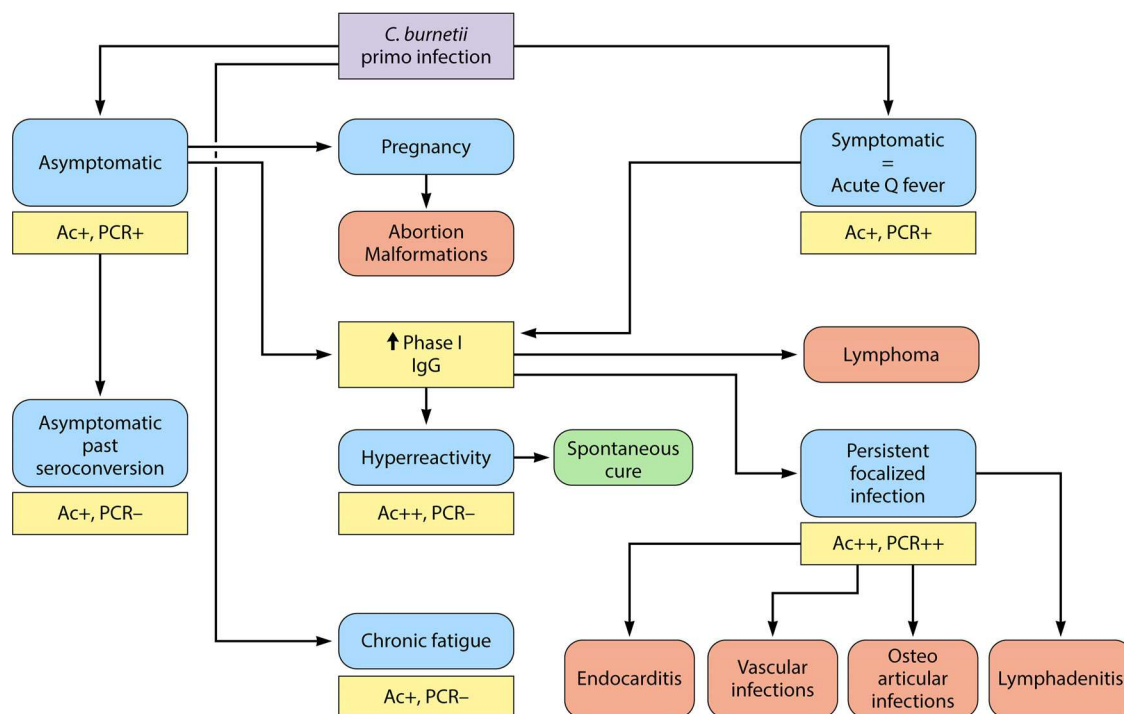 C. burnetii
primo infection
Asymptomatic
Ac+, PCR+
Pregnancy
Abortion
Malformations
Symptomatic
=
Acute Q fever
Ac+, PCR+
↑ Phase I
IgG
Lymphoma
Asymptomatic
past
seroconversion
Ac+, PCR–
Hyperreactivity
Ac++, PCR–
Spontaneous
cure
Persistent
focalized
infection
Ac++, PCR++
Chronic fatigue
Ac+, PCR–
Endocarditis
Vascular
infections
Osteo
articular
infections
Lymphadenitis